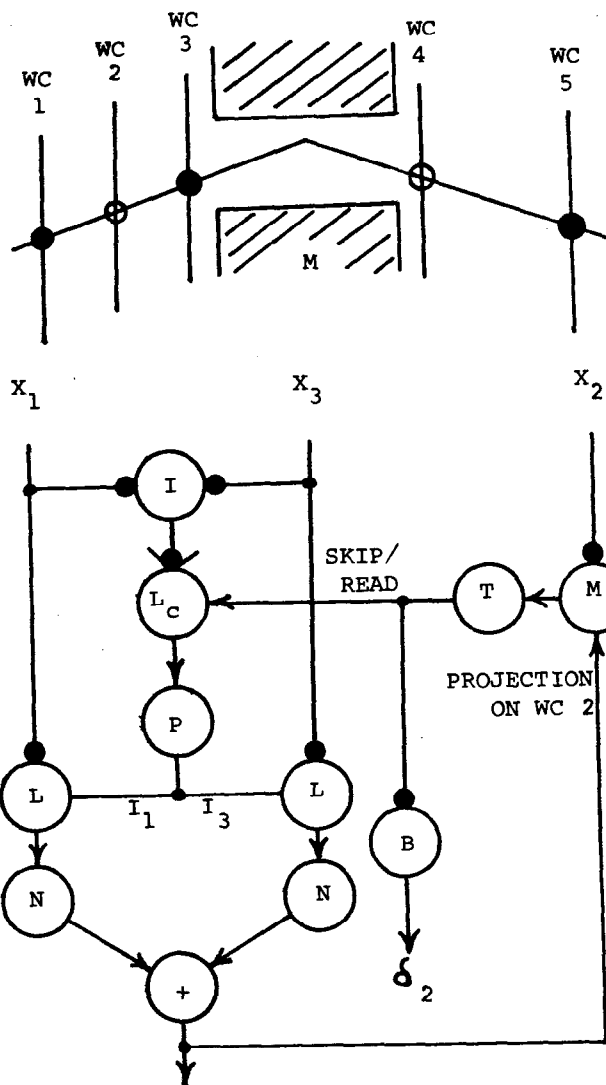 WC
1
WC
2
WC
3
WC
4
WC
5
M
X1
X3
X2
I
SKIP/
READ
Lc
T
M
PROJECTION
ON WC 2
P
L
I1 I3
L
B
N
N
δ2
+